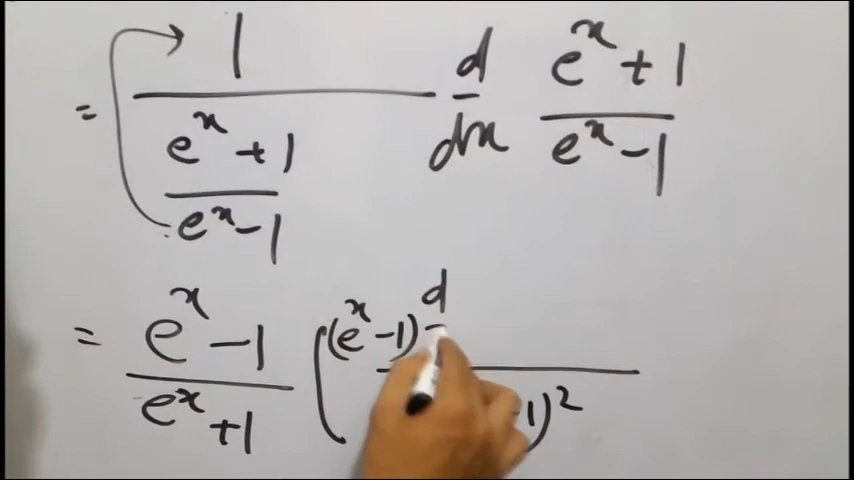 = 1 / ((e^x + 1) / (e^x - 1)) d/dx (e^x + 1) / (e^x - 1)
= (e^x - 1) / (e^x + 1) ( (e^x - 1) d / 1)^2